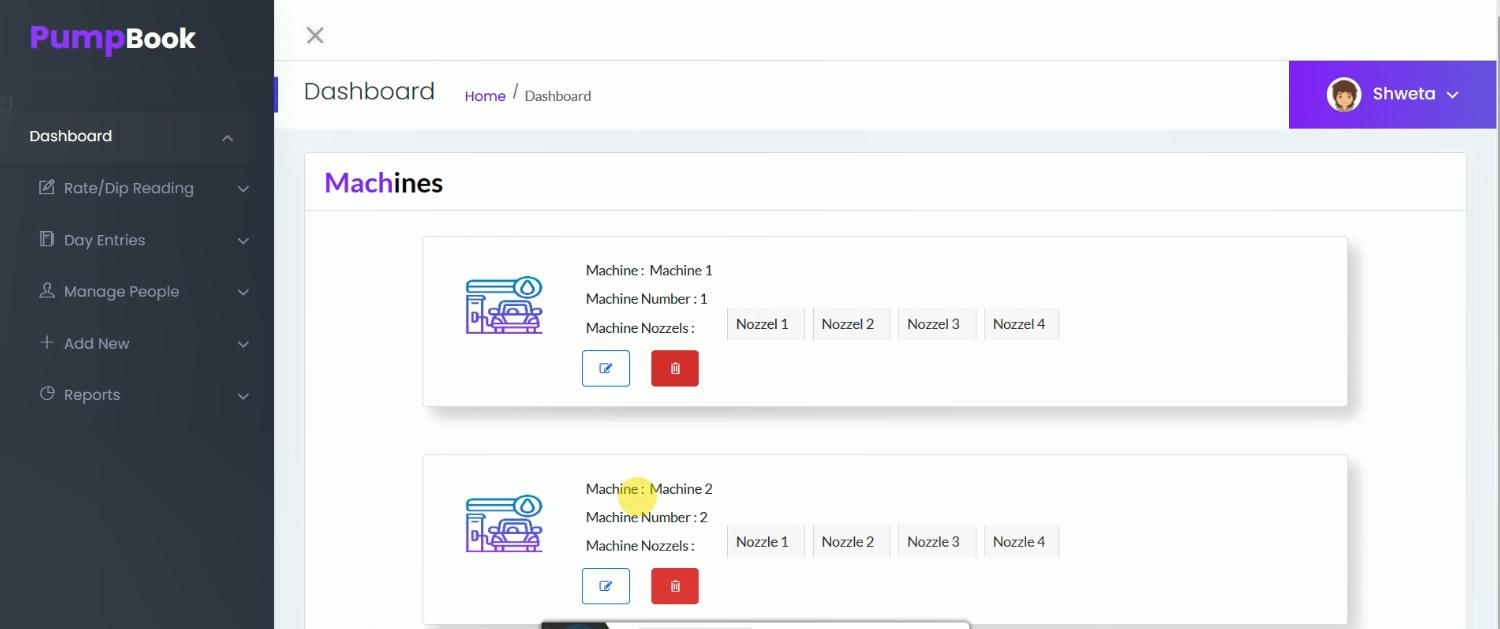 PumpBook
Dashboard
Rate/Dip Reading
Day Entries
Manage People
Add New
Reports
Dashboard Home / Dashboard
Shweta
Machines
Machine : Machine 1
Machine Number : 1
Machine Nozzels : Nozzel 1 Nozzel 2 Nozzel 3 Nozzel 4
Machine : Machine 2
Machine Number : 2
Machine Nozzels : Nozzle 1 Nozzle 2 Nozzle 3 Nozzle 4